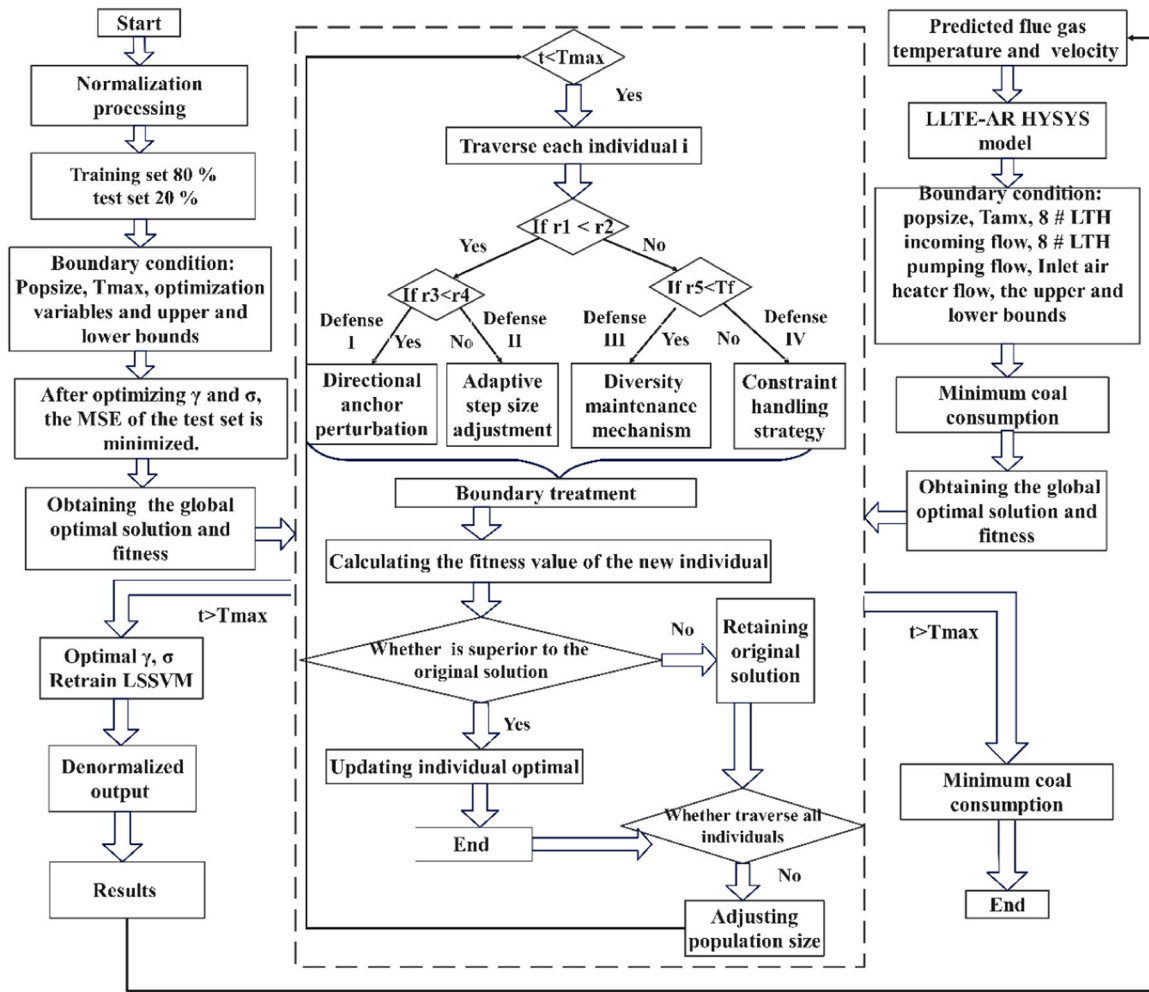 Start
Normalization
processing
Training set 80 %
test set 20 %
Boundary condition:
Popsize, Tmax, optimization
variables and upper and
lower bounds
After optimizing γ and σ,
the MSE of the test set is
minimized.
Obtaining the global
optimal solution and
fitness
t>Tmax
Optimal γ, σ
Retrain LSSVM
Denormalized
output
Results
t<Tmax
Yes
Traverse each individual i
If r1 < r2
Yes
No
If r3<r4
If r5<Tf
Defense
I
Yes
No
Defense
II
Defense
III
Yes
No
Defense
IV
Directional
anchor
perturbation
Adaptive
step size
adjustment
Diversity
maintenance
mechanism
Constraint
handling
strategy
Boundary treatment
Calculating the fitness value of the new individual
Whether is superior to the
original solution
No
Retaining
original
solution
Yes
Updating individual optimal
End
Whether traverse all
individuals
No
Adjusting
population size
Predicted flue gas
temperature and velocity
LLTE-AR HYSYS
model
Boundary condition:
popsize, Tamx, 8 # LTH
incoming flow, 8 # LTH
pumping flow, Inlet air
heater flow, the upper and
lower bounds
Minimum coal
consumption
Obtaining the global
optimal solution and
fitness
t>Tmax
Minimum coal
consumption
End